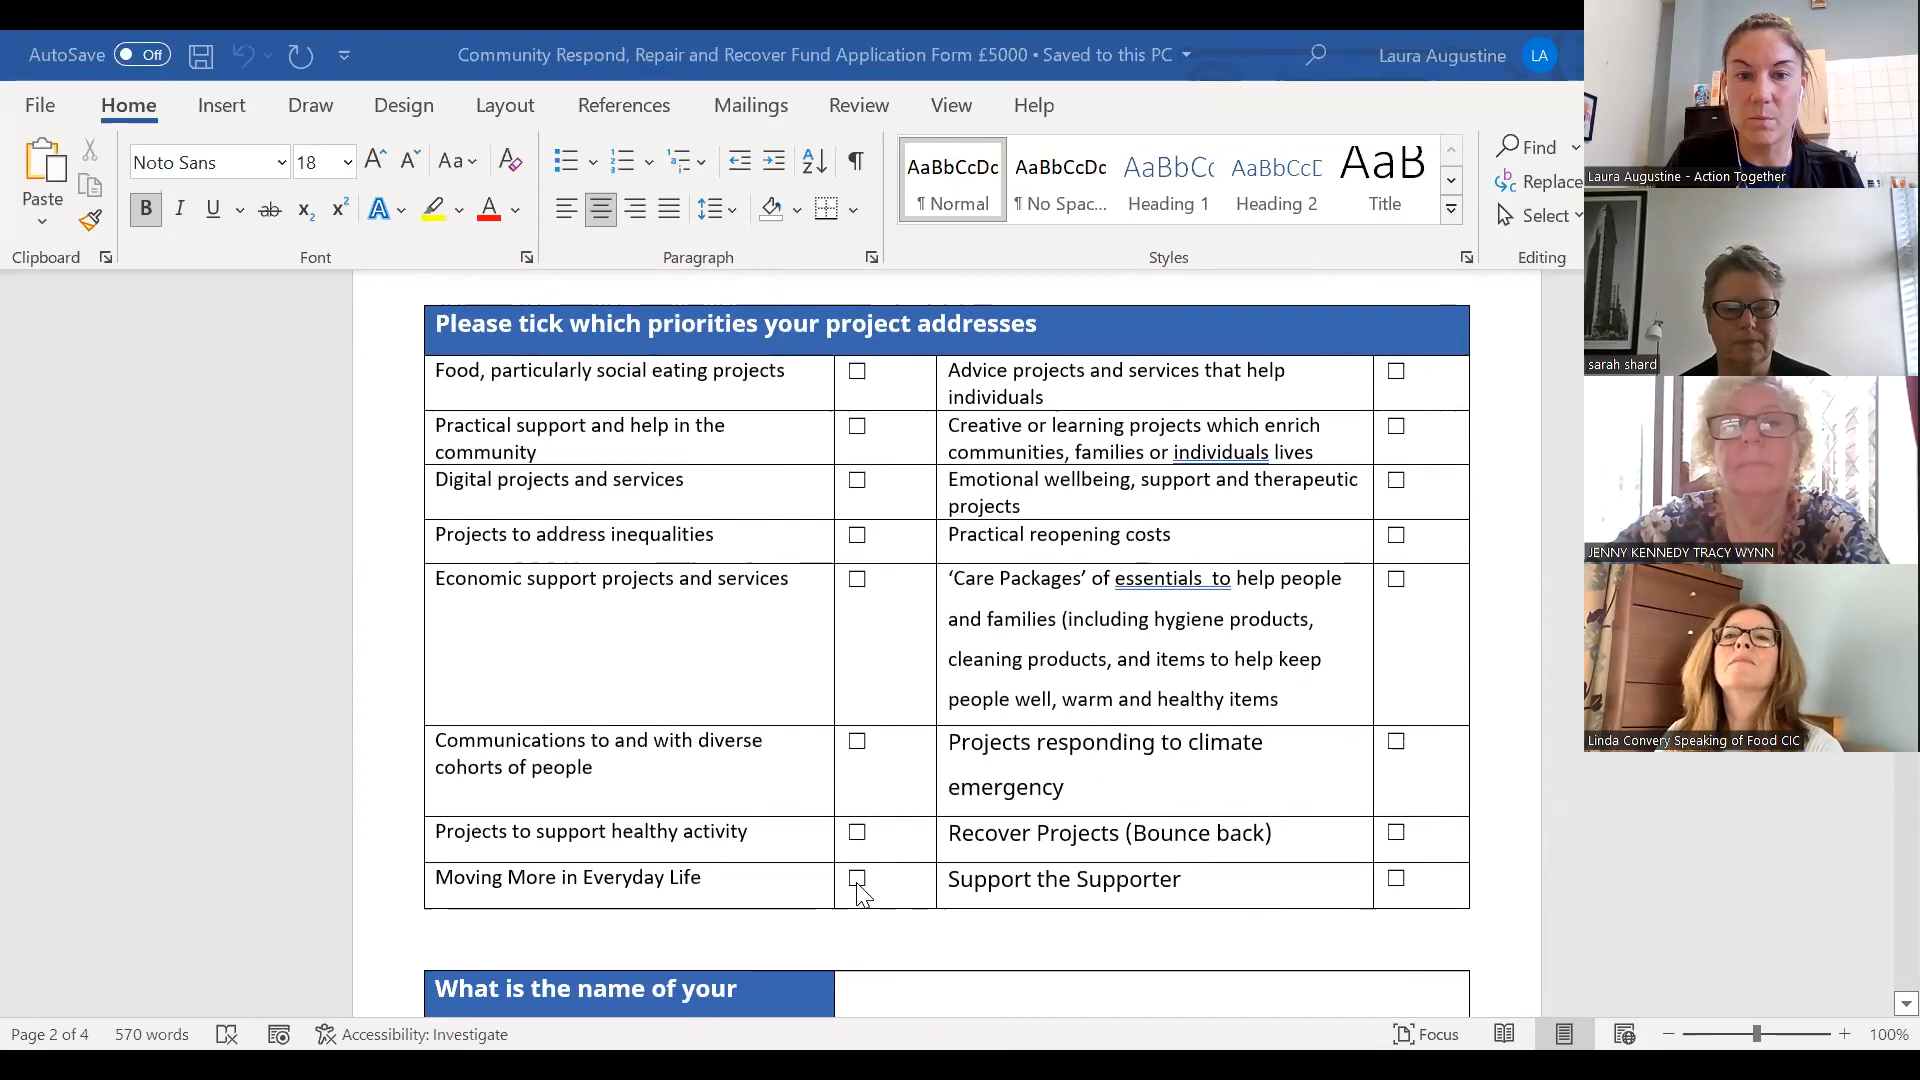 AutoSave Off
Community Respond, Repair and Recover Fund Application Form £5000 • Saved to this PC
Laura Augustine LA
File Home Insert Draw Design Layout References Mailings Review View Help
Paste
Noto Sans 18
Aa
B I U ab x₂ x² A A
AaBbCcDc AaBbCcDc AaBbCc AaBbCcD AaB
¶ Normal ¶ No Spac... Heading 1 Heading 2 Title
Find
Replace
Select
Clipboard Font Paragraph Styles Editing
Please tick which priorities your project addresses
Food, particularly social eating projects ☐
Advice projects and services that help
individuals ☐
Practical support and help in the
community ☐
Creative or learning projects which enrich
communities, families or individuals lives ☐
Digital projects and services ☐
Emotional wellbeing, support and therapeutic
projects ☐
Projects to address inequalities ☐
Practical reopening costs ☐
Economic support projects and services ☐
‘Care Packages’ of essentials to help people
and families (including hygiene products,
cleaning products, and items to help keep
people well, warm and healthy items ☐
Communications to and with diverse
cohorts of people ☐
Projects responding to climate
emergency ☐
Projects to support healthy activity ☐
Recover Projects (Bounce back) ☐
Moving More in Everyday Life ☐
Support the Supporter ☐
What is the name of your
Page 2 of 4 570 words Accessibility: Investigate Focus 100%
Laura Augustine - Action Together
sarah shard
JENNY KENNEDY TRACY WYNN
Linda Convery Speaking of Food CIC